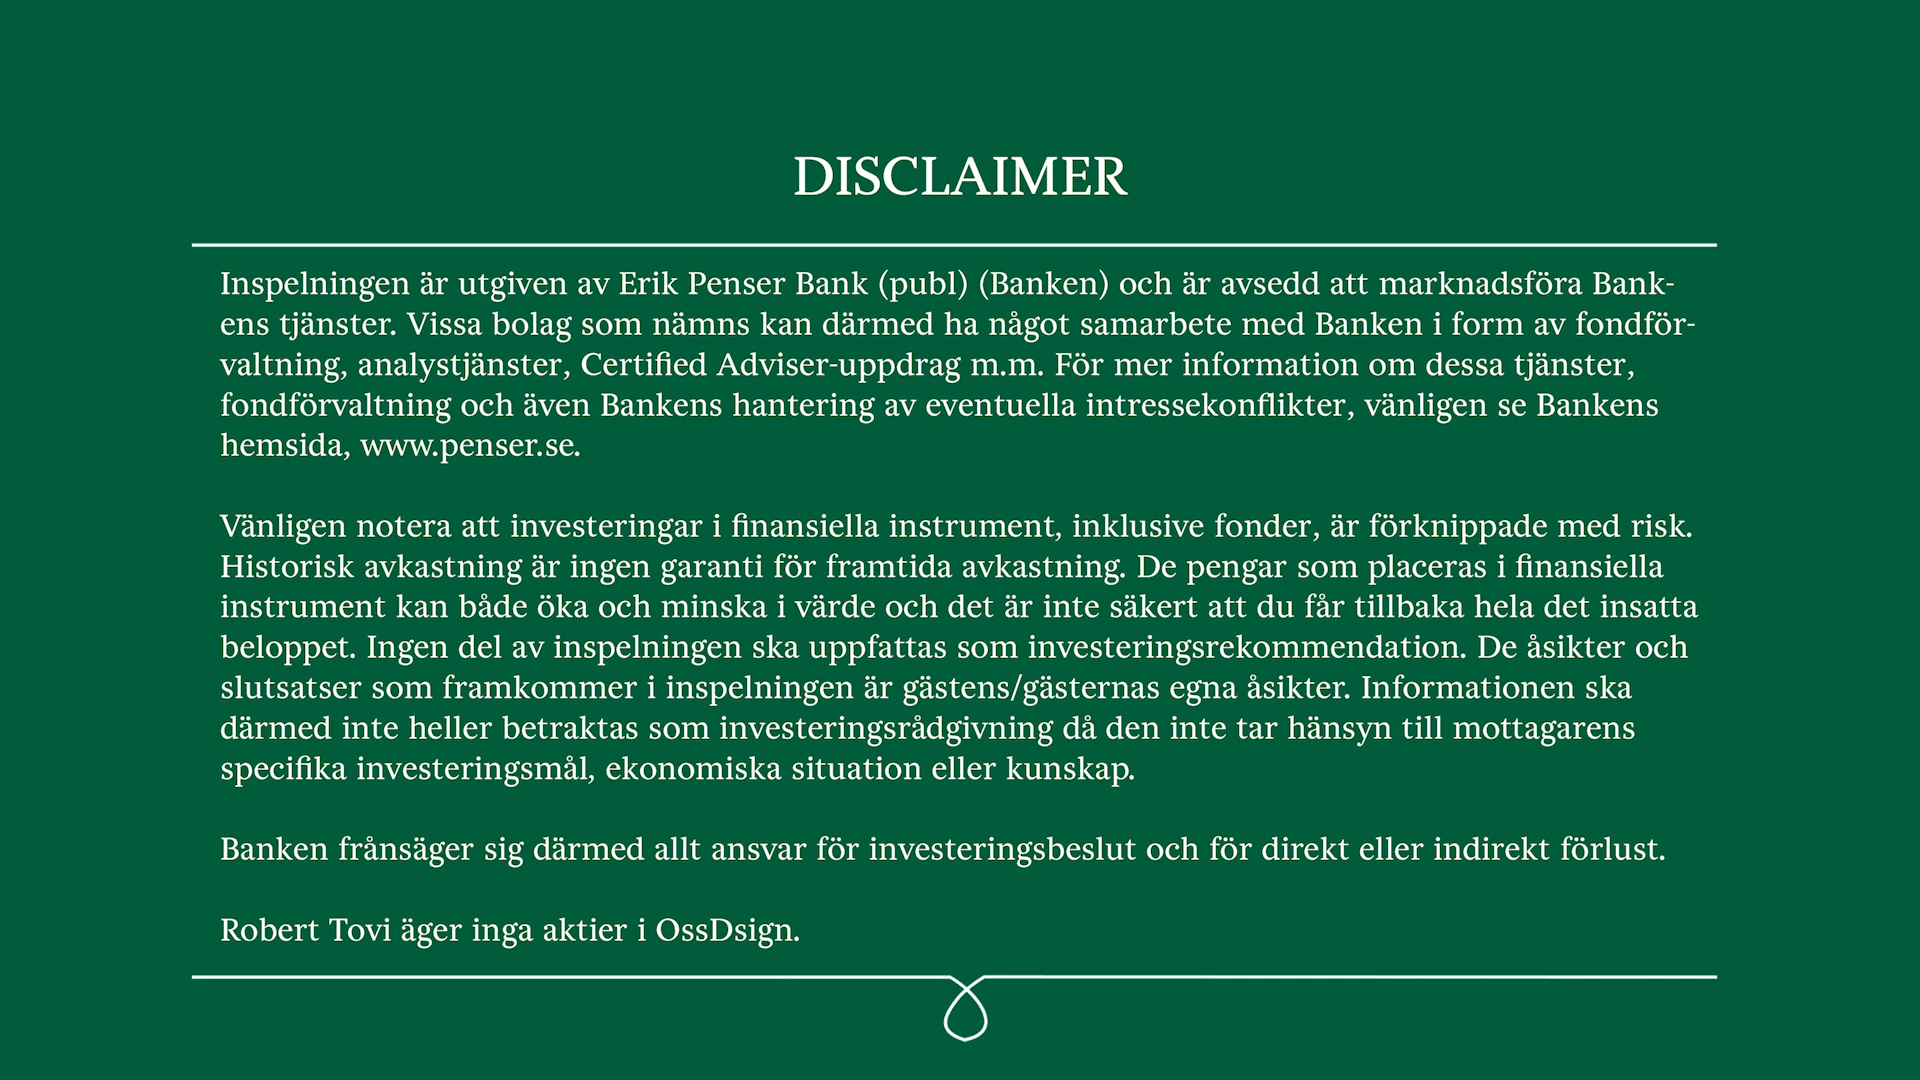 DISCLAIMER
Inspelningen är utgiven av Erik Penser Bank (publ) (Banken) och är avsedd att marknadsföra Bank-
ens tjänster. Vissa bolag som nämns kan därmed ha något samarbete med Banken i form av fondför-
valtning, analystjänster, Certified Adviser-uppdrag m.m. För mer information om dessa tjänster,
fondförvaltning och även Bankens hantering av eventuella intressekonflikter, vänligen se Bankens
hemsida, www.penser.se.
Vänligen notera att investeringar i finansiella instrument, inklusive fonder, är förknippade med risk.
Historisk avkastning är ingen garanti för framtida avkastning. De pengar som placeras i finansiella
instrument kan både öka och minska i värde och det är inte säkert att du får tillbaka hela det insatta
beloppet. Ingen del av inspelningen ska uppfattas som investeringsrekommendation. De åsikter och
slutsatser som framkommer i inspelningen är gästens/gästernas egna åsikter. Informationen ska
därmed inte heller betraktas som investeringsrådgivning då den inte tar hänsyn till mottagarens
specifika investeringsmål, ekonomiska situation eller kunskap.
Banken frånsäger sig därmed allt ansvar för investeringsbeslut och för direkt eller indirekt förlust.
Robert Tovi äger inga aktier i OssDsign.